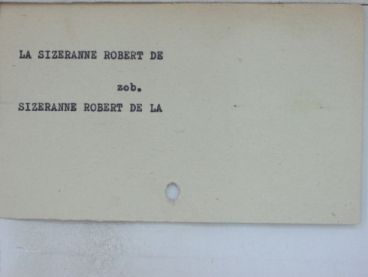 LA SIZERANNE ROBERT DE
zob.
SIZERANNE ROBERT DE LA